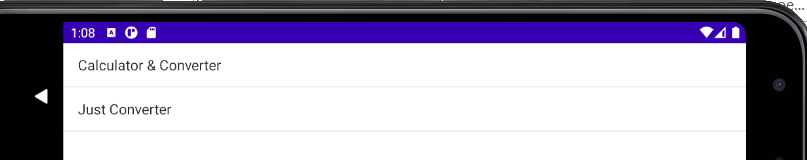 1:08
Calculator & Converter
Just Converter